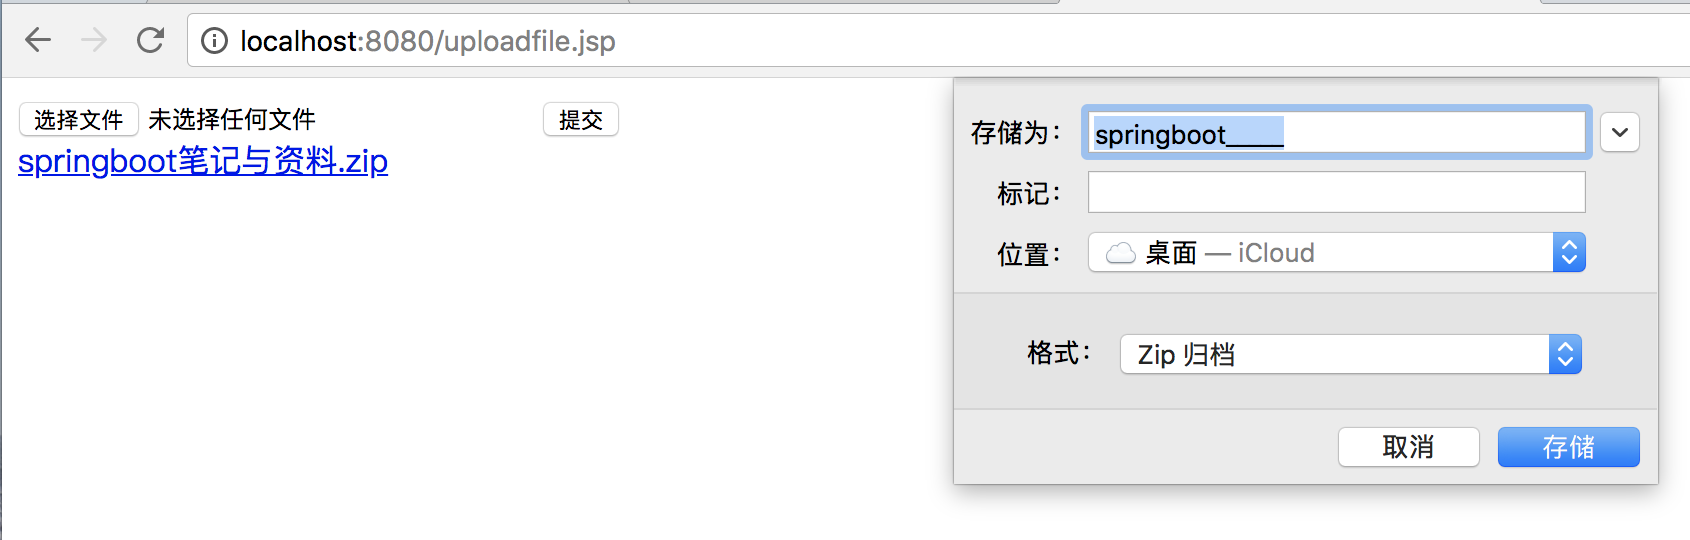 localhost:8080/uploadfile.jsp
选择文件 未选择任何文件 提交
springboot笔记与资料.zip
存储为： springboot_____
标记：
位置： 桌面 — iCloud
格式： Zip 归档
取消 存储